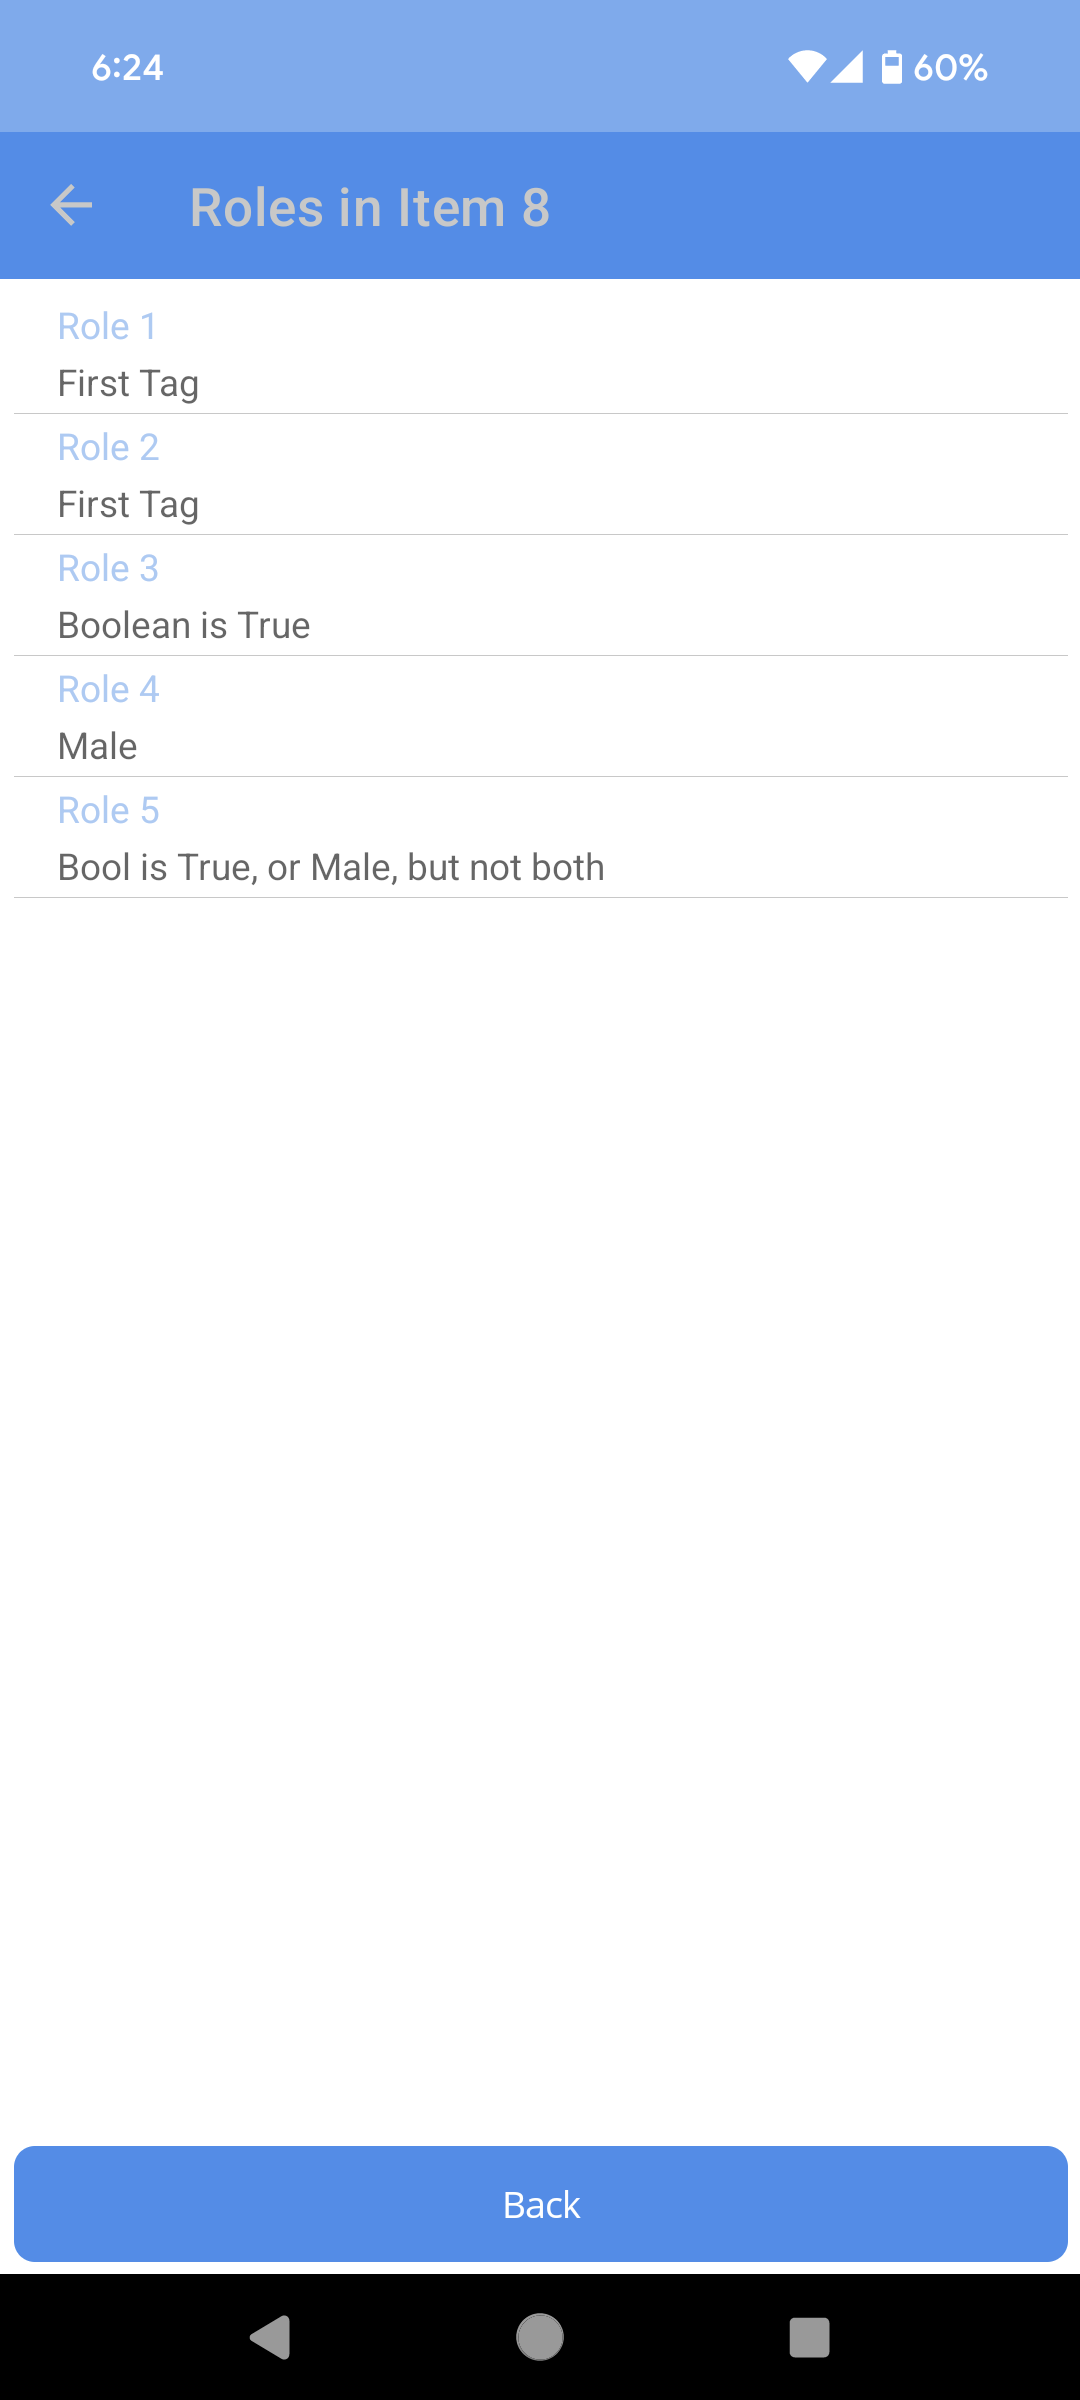 6:24 60%
Roles in Item 8
Role 1
First Tag
Role 2
First Tag
Role 3
Boolean is True
Role 4
Male
Role 5
Bool is True, or Male, but not both
Back